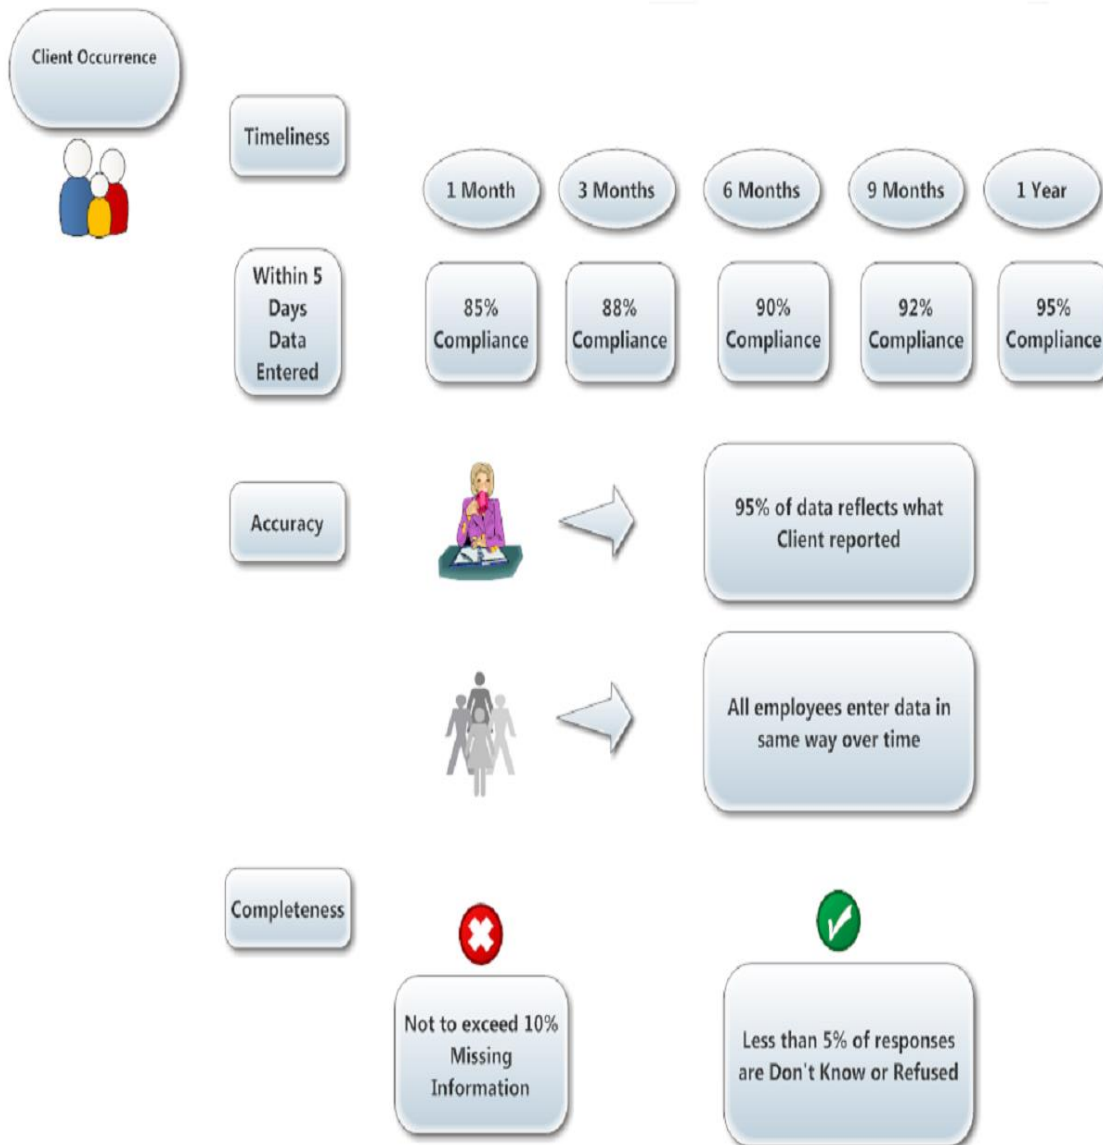 Client Occurrence
Timeliness
1 Month
3 Months
6 Months
9 Months
1 Year
Within 5
Days
Data
Entered
85%
Compliance
88%
Compliance
90%
Compliance
92%
Compliance
95%
Compliance
Accuracy
95% of data reflects what
Client reported
All employees enter data in
same way over time
Completeness
Not to exceed 10%
Missing
Information
Less than 5% of responses
are Don't Know or Refused